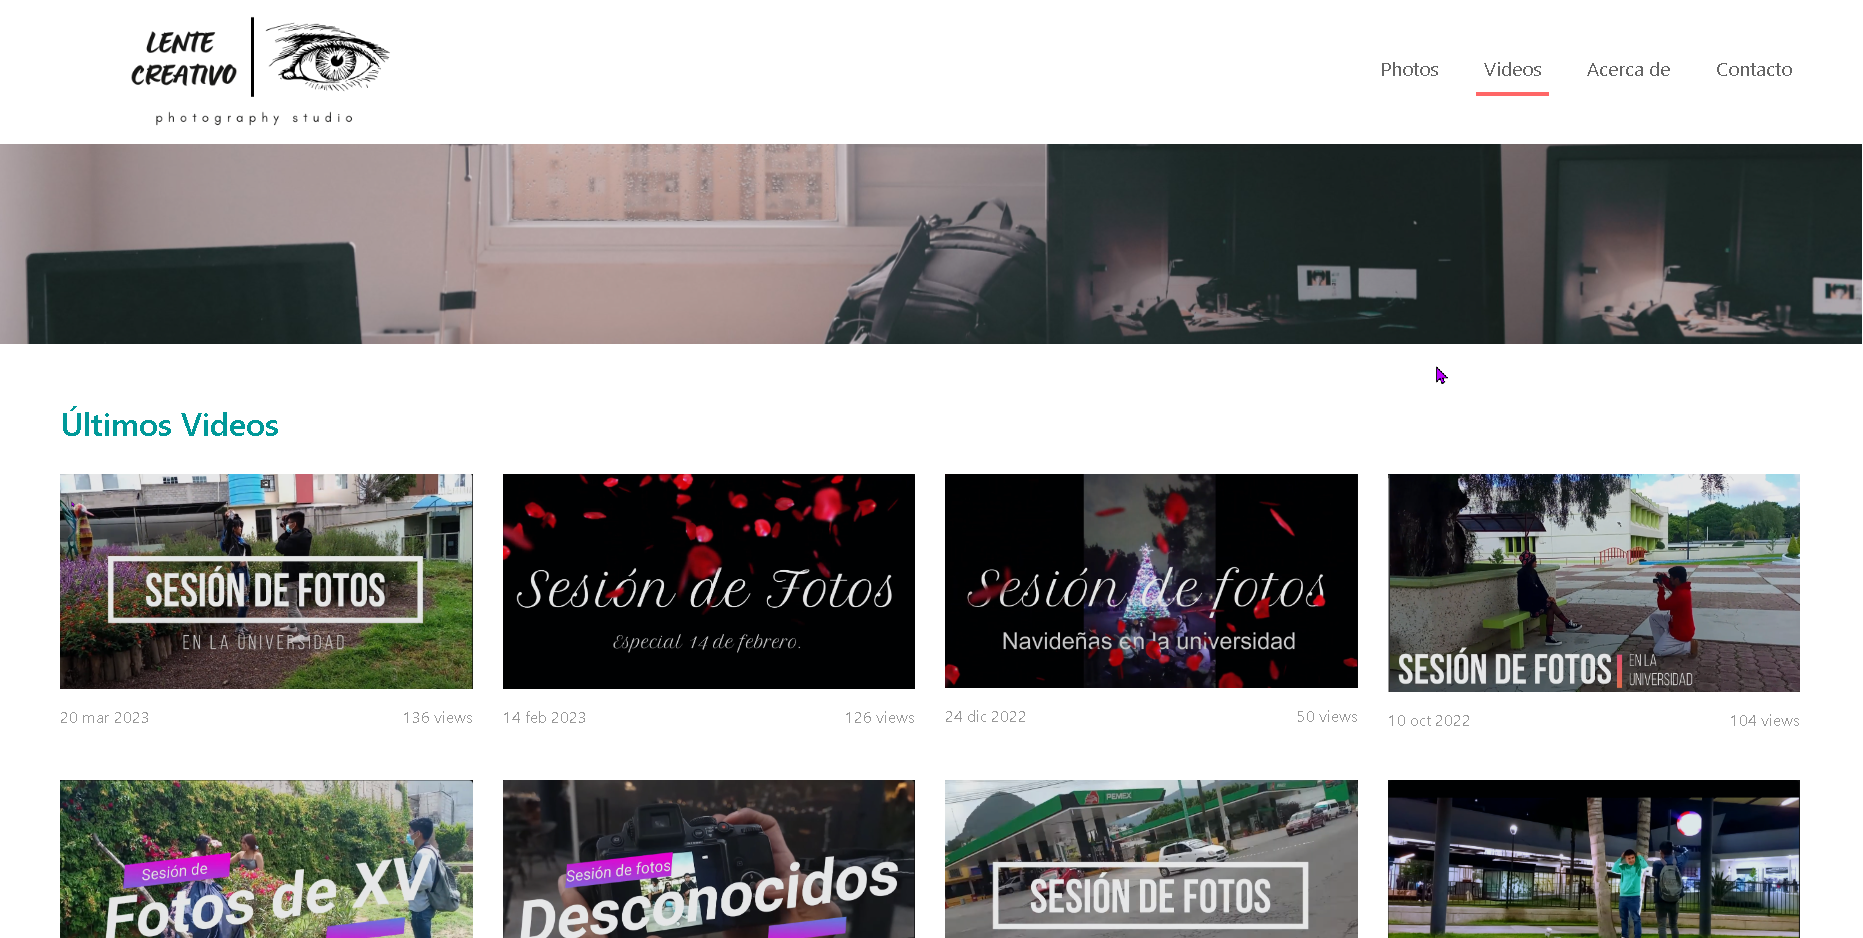 LENTE
CREATIVO
photography studio
Photos
Videos
Acerca de
Contacto
Últimos Videos
SESIÓN DE FOTOS
EN LA UNIVERSIDAD
20 mar 2023
136 views
Sesión de Fotos
Especial 14 de febrero.
14 feb 2023
126 views
Sesión de fotos
Navideñas en la universidad
24 dic 2022
50 views
SESIÓN DE FOTOS
EN LA
UNIVERSIDAD
10 oct 2022
104 views
Sesión de
Fotos de XV
Sesión de fotos
Desconocidos
PEMEX
SESIÓN DE FOTOS